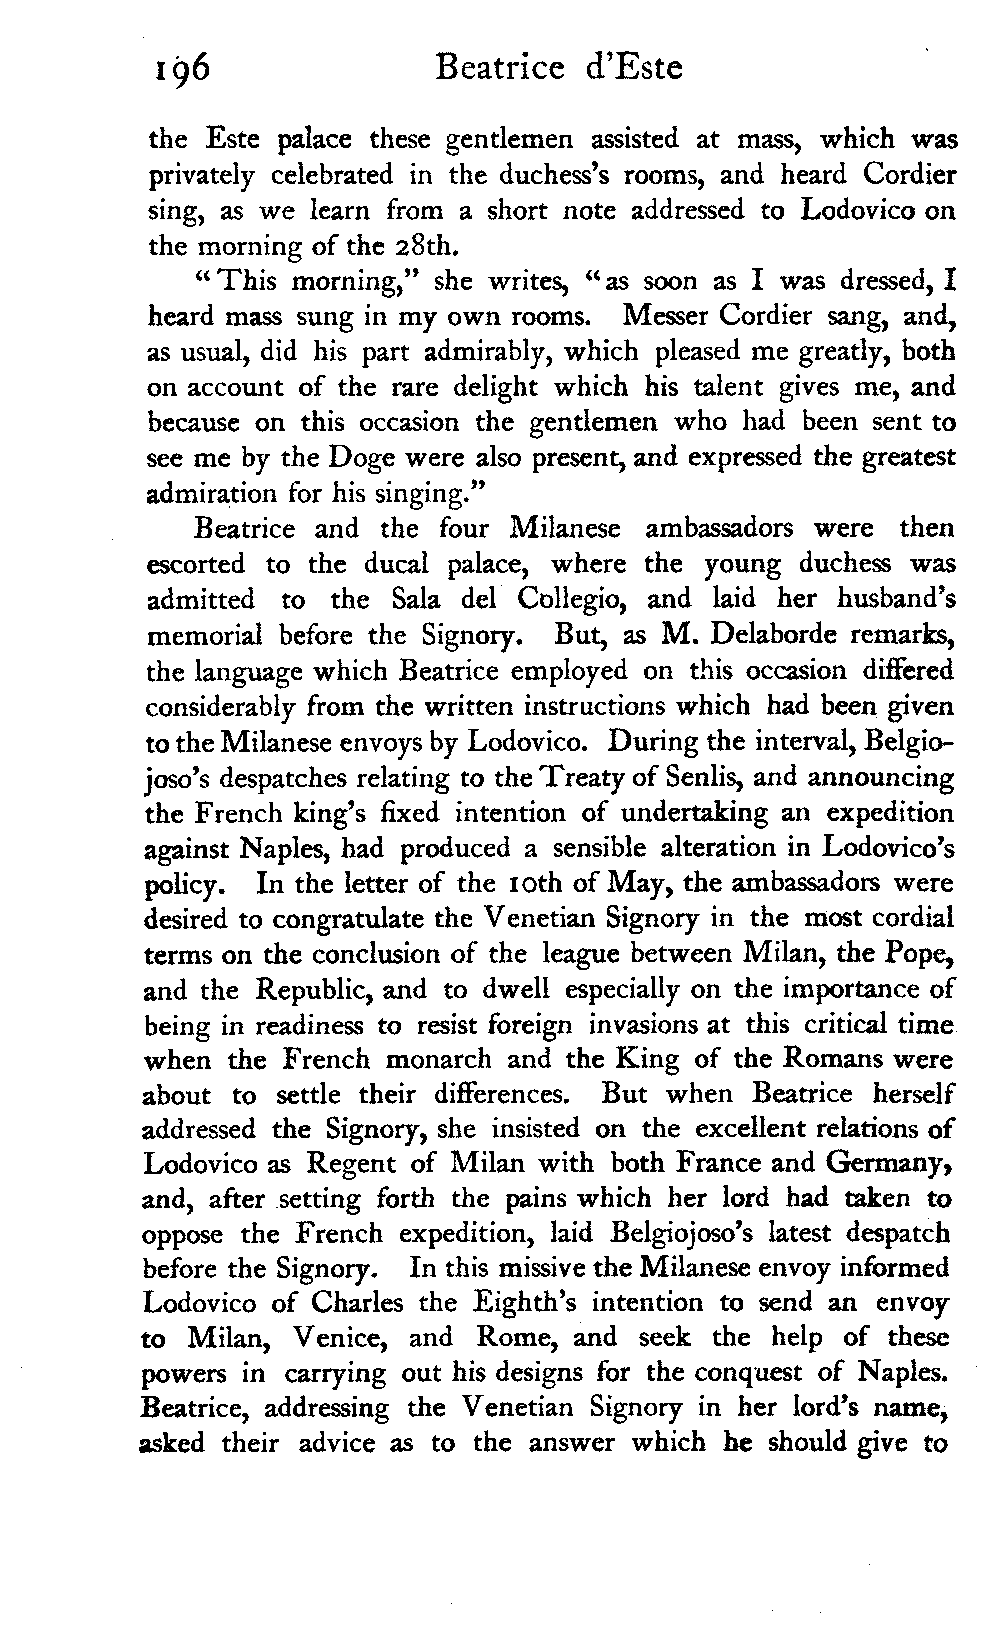 196 Beatrice d'Este
the Este palace these gentlemen assisted at mass, which was
privately celebrated in the duchess's rooms, and heard Cordier
sing, as we learn from a short note addressed to Lodovico on
the morning of the 28th.
"This morning," she writes, "as soon as I was dressed, I
heard mass sung in my own rooms. Messer Cordier sang, and,
as usual, did his part admirably, which pleased me greatly, both
on account of the rare delight which his talent gives me, and
because on this occasion the gentlemen who had been sent to
see me by the Doge were also present, and expressed the greatest
admiration for his singing."
Beatrice and the four Milanese ambassadors were then
escorted to the ducal palace, where the young duchess was
admitted to the Sala del Collegio, and laid her husband's
memorial before the Signory. But, as M. Delaborde remarks,
the language which Beatrice employed on this occasion differed
considerably from the written instructions which had been given
to the Milanese envoys by Lodovico. During the interval, Belgio-
joso's despatches relating to the Treaty of Senlis, and announcing
the French king's fixed intention of undertaking an expedition
against Naples, had produced a sensible alteration in Lodovico's
policy. In the letter of the 10th of May, the ambassadors were
desired to congratulate the Venetian Signory in the most cordial
terms on the conclusion of the league between Milan, the Pope,
and the Republic, and to dwell especially on the importance of
being in readiness to resist foreign invasions at this critical time
when the French monarch and the King of the Romans were
about to settle their differences. But when Beatrice herself
addressed the Signory, she insisted on the excellent relations of
Lodovico as Regent of Milan with both France and Germany,
and, after setting forth the pains which her lord had taken to
oppose the French expedition, laid Belgiojoso's latest despatch
before the Signory. In this missive the Milanese envoy informed
Lodovico of Charles the Eighth's intention to send an envoy
to Milan, Venice, and Rome, and seek the help of these
powers in carrying out his designs for the conquest of Naples.
Beatrice, addressing the Venetian Signory in her lord's name,
asked their advice as to the answer which he should give to